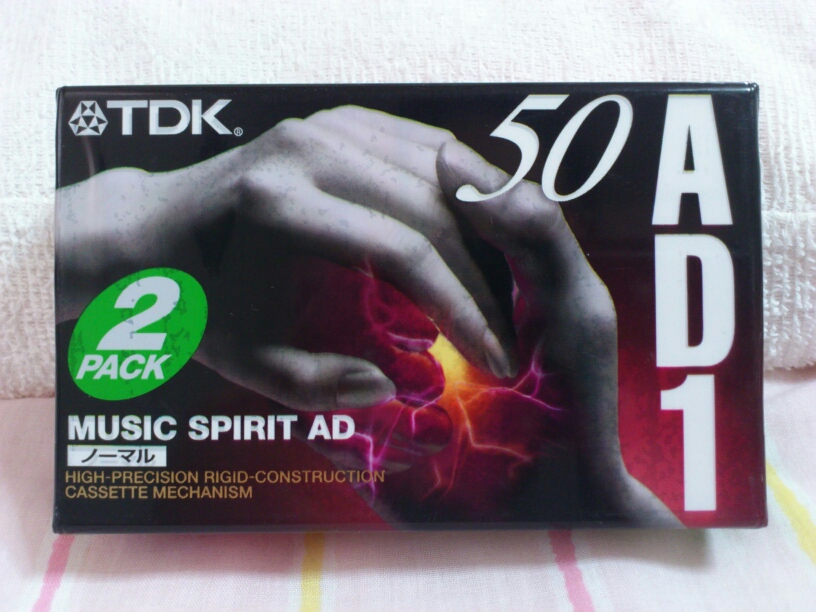 TDK®
50
AD1
2
PACK
MUSIC SPIRIT AD
ノーマル
HIGH-PRECISION RIGID-CONSTRUCTION
CASSETTE MECHANISM